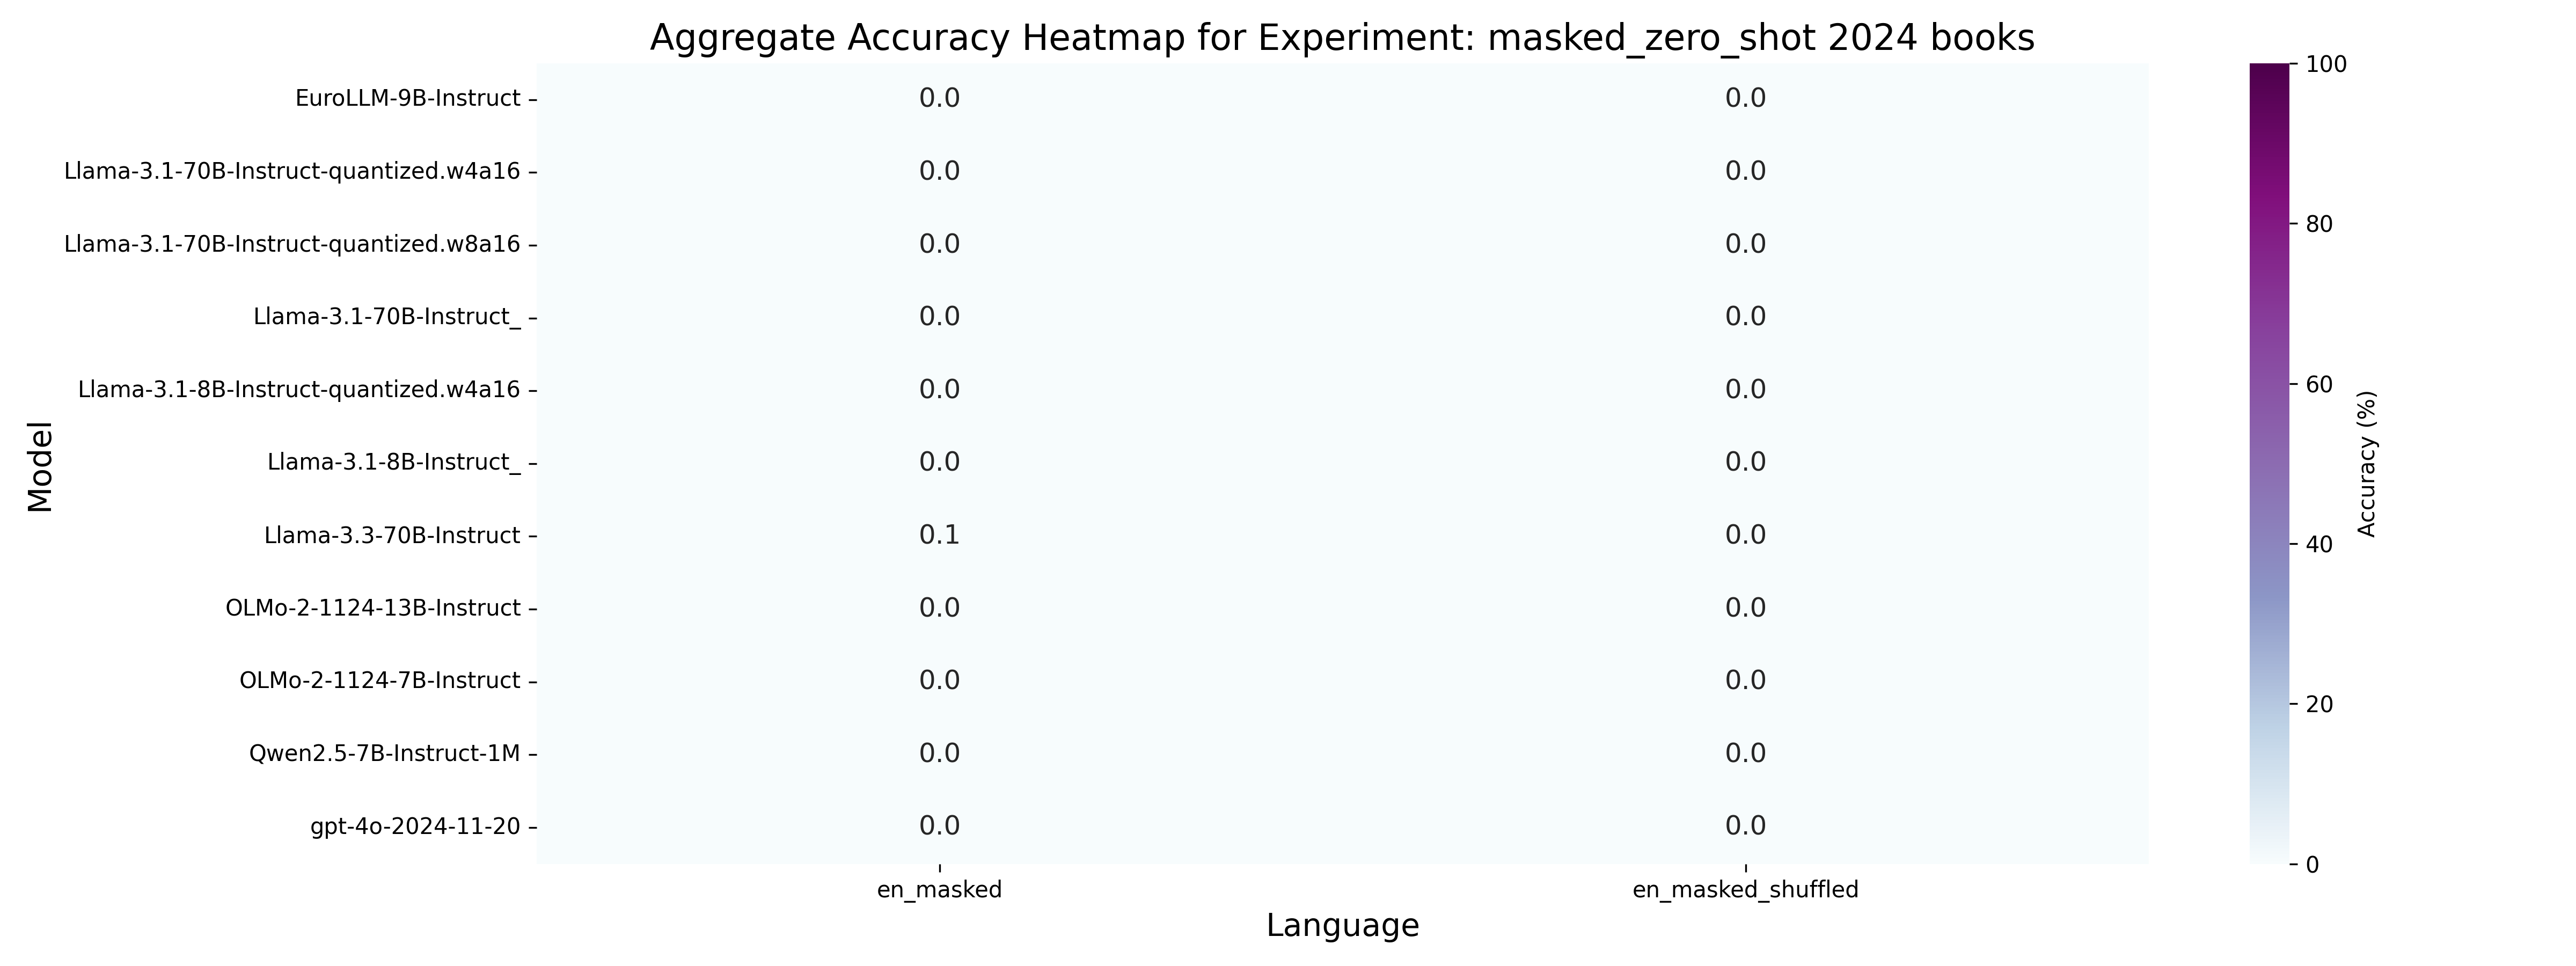 Aggregate Accuracy Heatmap for Experiment: masked_zero_shot 2024 books
Model
EuroLLM-9B-Instruct 0.0 0.0
Llama-3.1-70B-Instruct-quantized.w4a16 0.0 0.0
Llama-3.1-70B-Instruct-quantized.w8a16 0.0 0.0
Llama-3.1-70B-Instruct_ 0.0 0.0
Llama-3.1-8B-Instruct-quantized.w4a16 0.0 0.0
Llama-3.1-8B-Instruct_ 0.0 0.0
Llama-3.3-70B-Instruct 0.1 0.0
OLMo-2-1124-13B-Instruct 0.0 0.0
OLMo-2-1124-7B-Instruct 0.0 0.0
Qwen2.5-7B-Instruct-1M 0.0 0.0
gpt-4o-2024-11-20 0.0 0.0
en_masked en_masked_shuffled
Language
100
80
60
40
20
0
Accuracy (%)